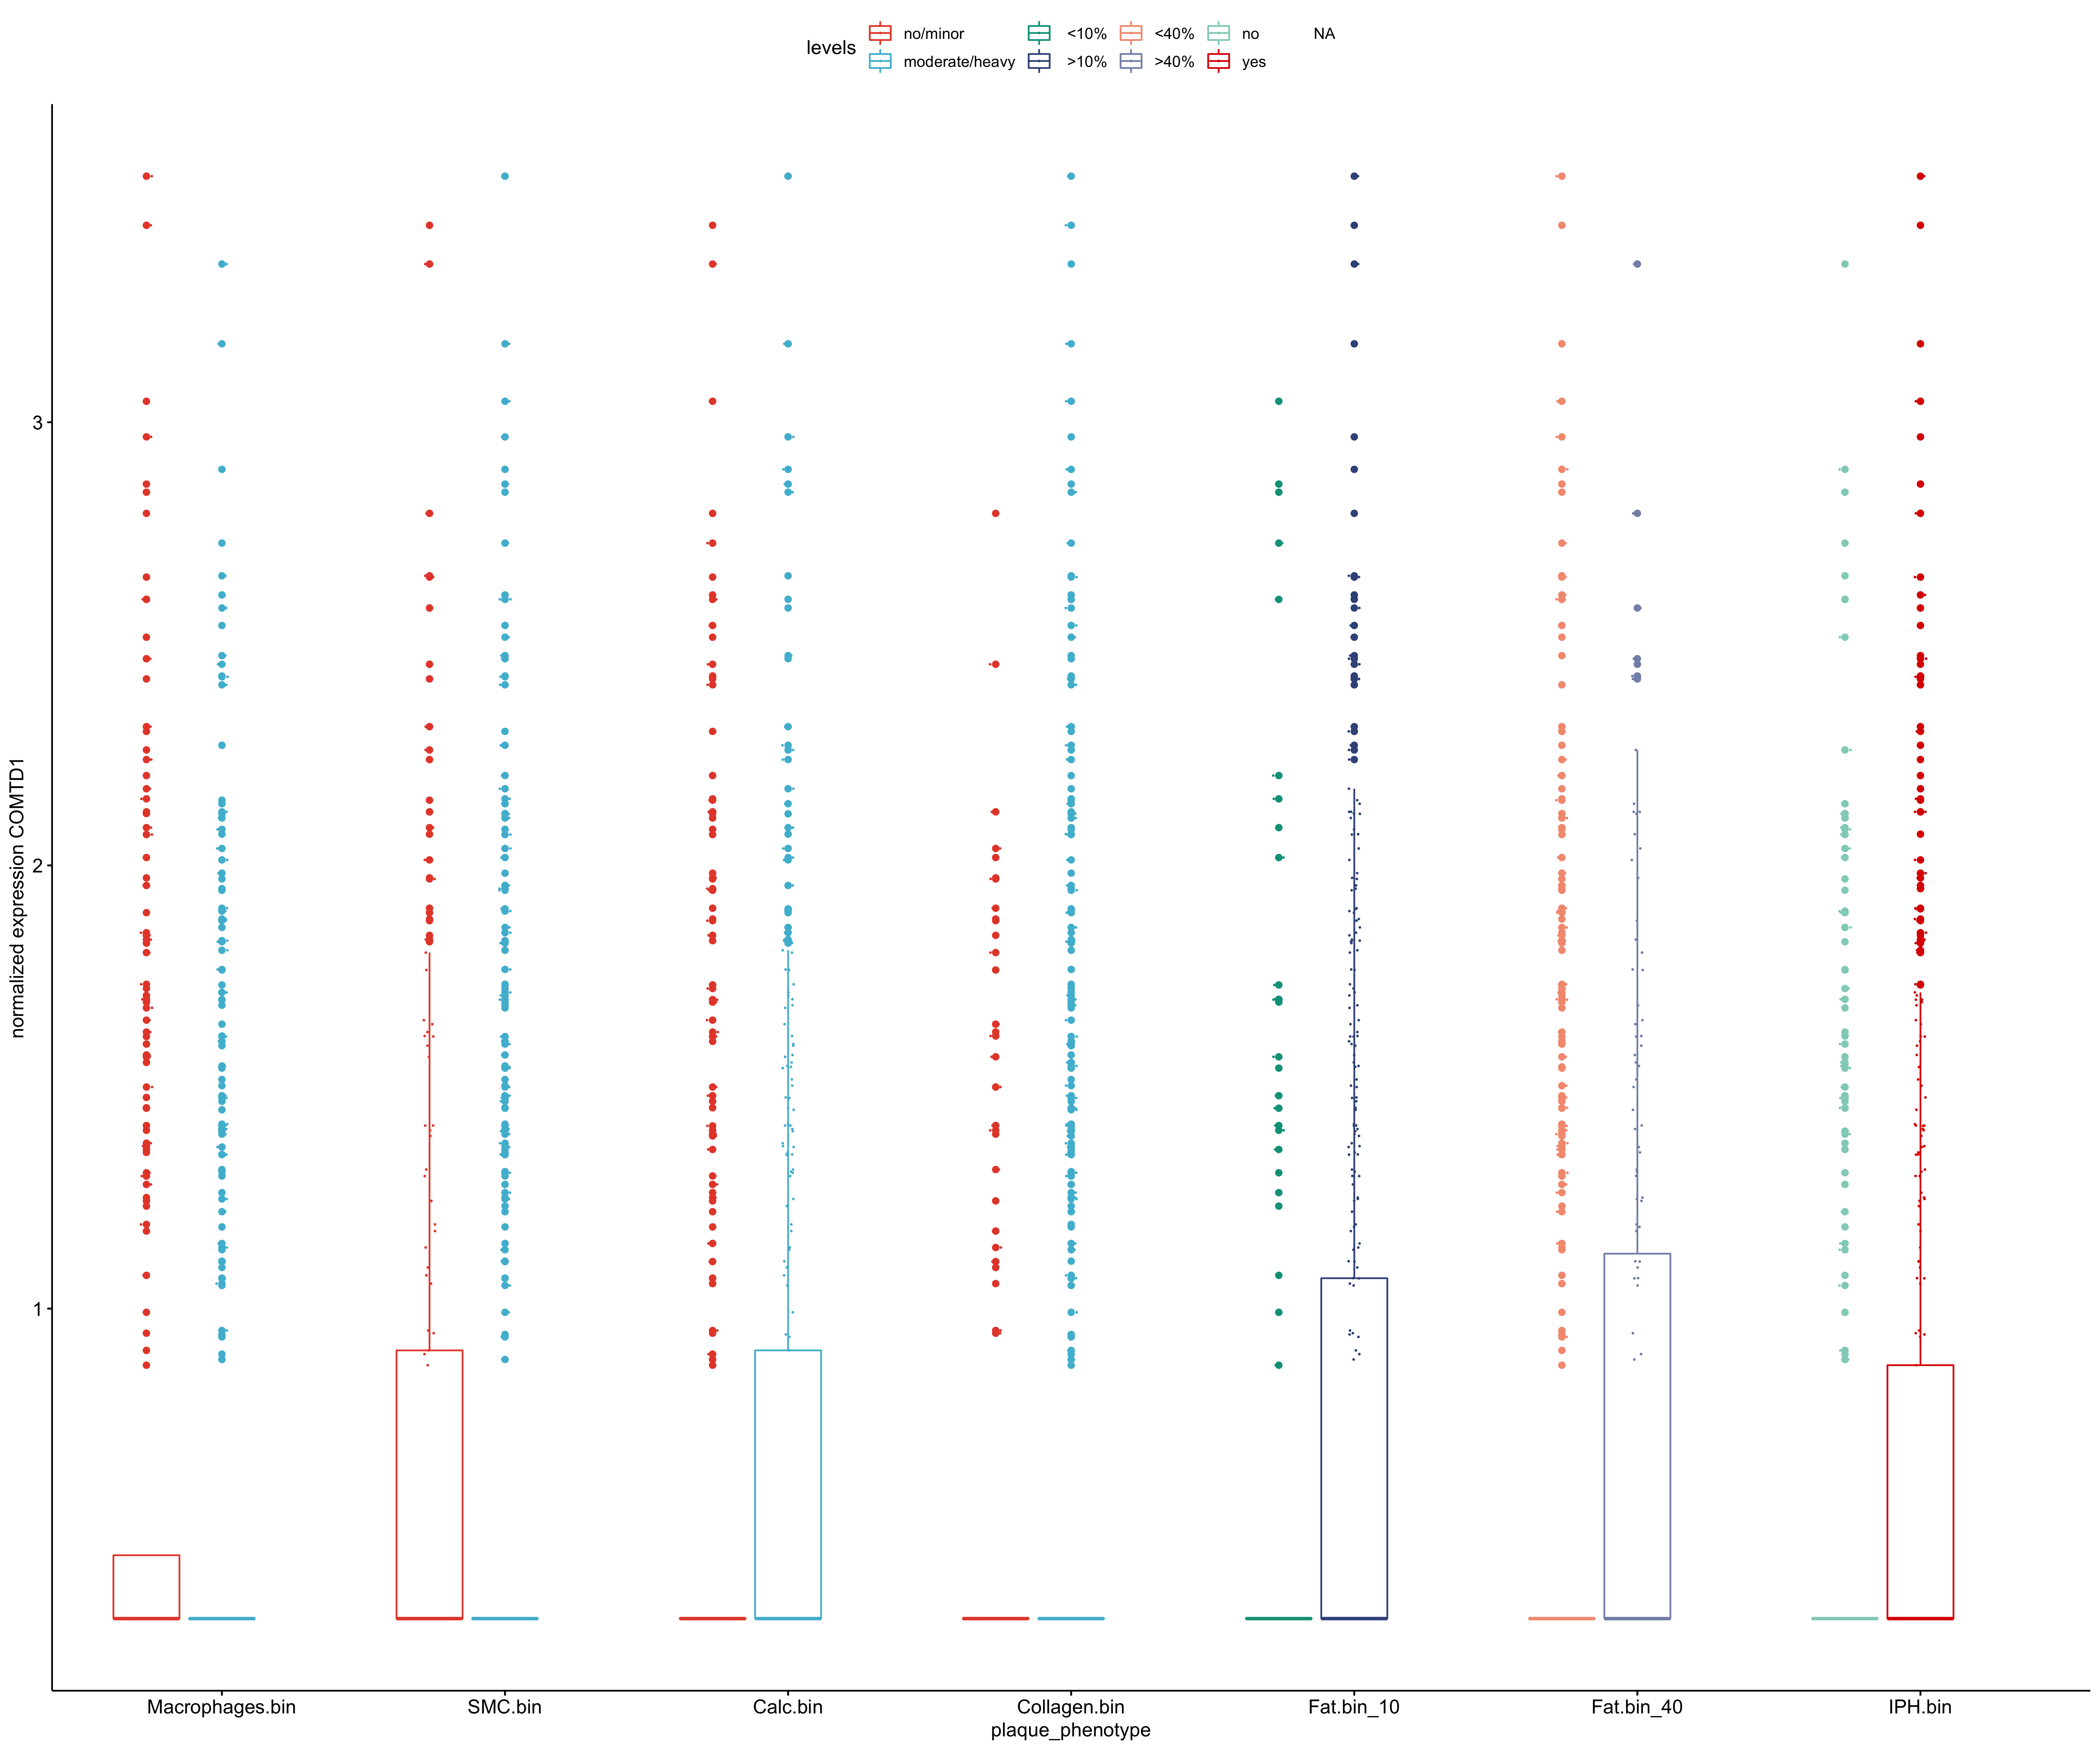 levels
no/minor <10% <40% no NA
moderate/heavy >10% >40% yes
normalized expression COMTD1
3
2
1
Macrophages.bin SMC.bin Calc.bin Collagen.bin Fat.bin_10 Fat.bin_40 IPH.bin
plaque_phenotype